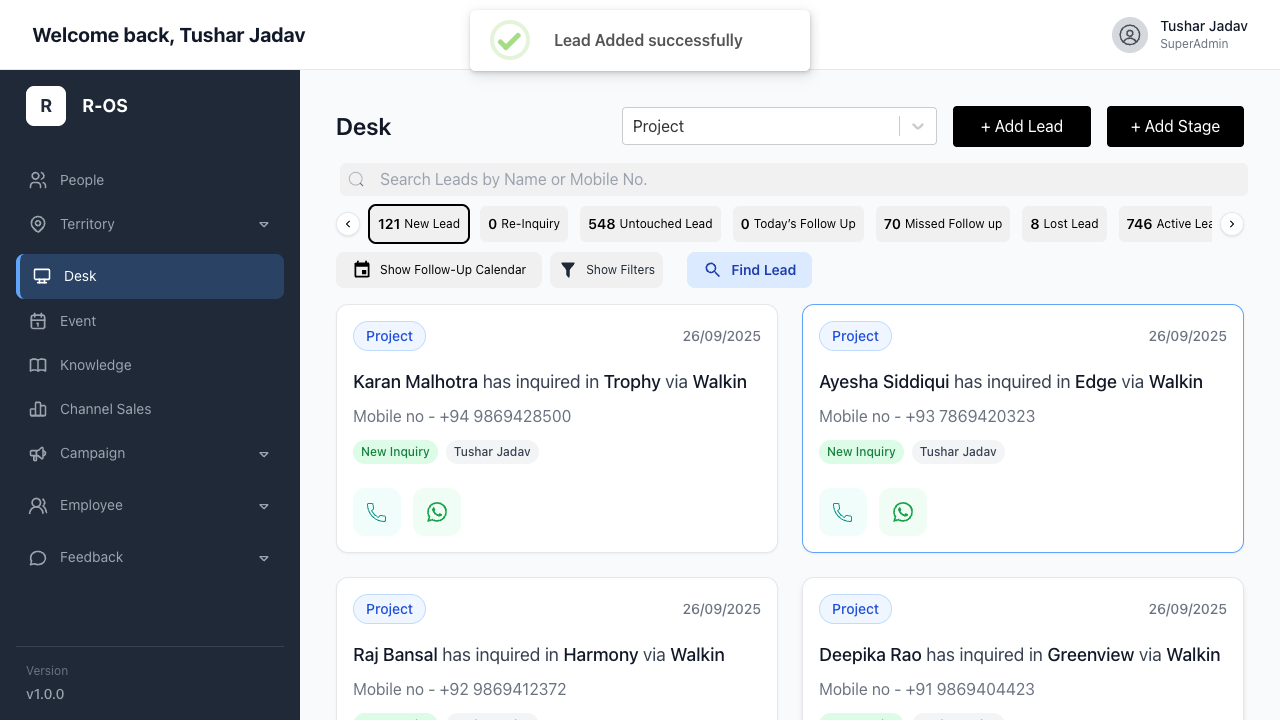 Welcome back, Tushar Jadav
Lead Added successfully
Tushar Jadav
SuperAdmin
R
R-OS
People
Territory
Desk
Event
Knowledge
Channel Sales
Campaign
Employee
Feedback
Version
v1.0.0
Desk
Project
+ Add Lead
+ Add Stage
Search Leads by Name or Mobile No.
121 New Lead
0 Re-Inquiry
548 Untouched Lead
0 Today's Follow Up
70 Missed Follow up
8 Lost Lead
746 Active Lea
Show Follow-Up Calendar
Show Filters
Find Lead
Project
26/09/2025
Karan Malhotra has inquired in Trophy via Walkin
Mobile no - +94 9869428500
New Inquiry
Tushar Jadav
Project
26/09/2025
Ayesha Siddiqui has inquired in Edge via Walkin
Mobile no - +93 7869420323
New Inquiry
Tushar Jadav
Project
26/09/2025
Raj Bansal has inquired in Harmony via Walkin
Mobile no - +92 9869412372
Project
26/09/2025
Deepika Rao has inquired in Greenview via Walkin
Mobile no - +91 9869404423